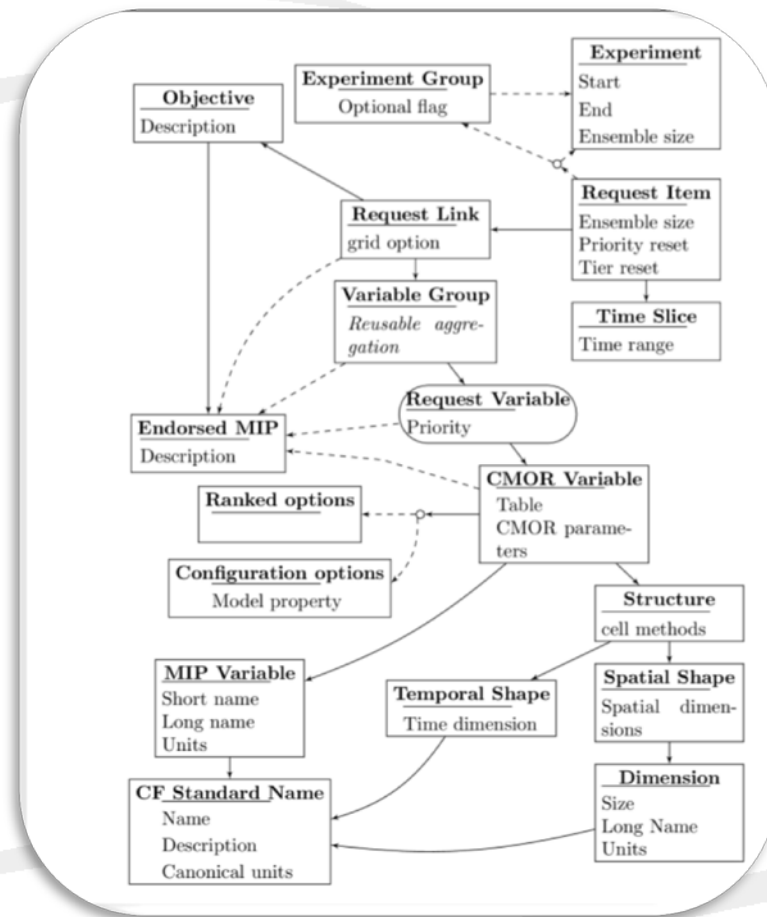 Experiment
Start
End
Ensemble size
Experiment Group
Optional flag
Objective
Description
Request Item
Ensemble size
Priority reset
Tier reset
Request Link
grid option
Variable Group
Reusable aggre-
gation
Time Slice
Time range
Request Variable
Priority
Endorsed MIP
Description
CMOR Variable
Table
CMOR parame-
ters
Ranked options
Configuration options
Model property
Structure
cell methods
MIP Variable
Short name
Long name
Units
Temporal Shape
Time dimension
Spatial Shape
Spatial dimen-
sions
CF Standard Name
Name
Description
Canonical units
Dimension
Size
Long Name
Units